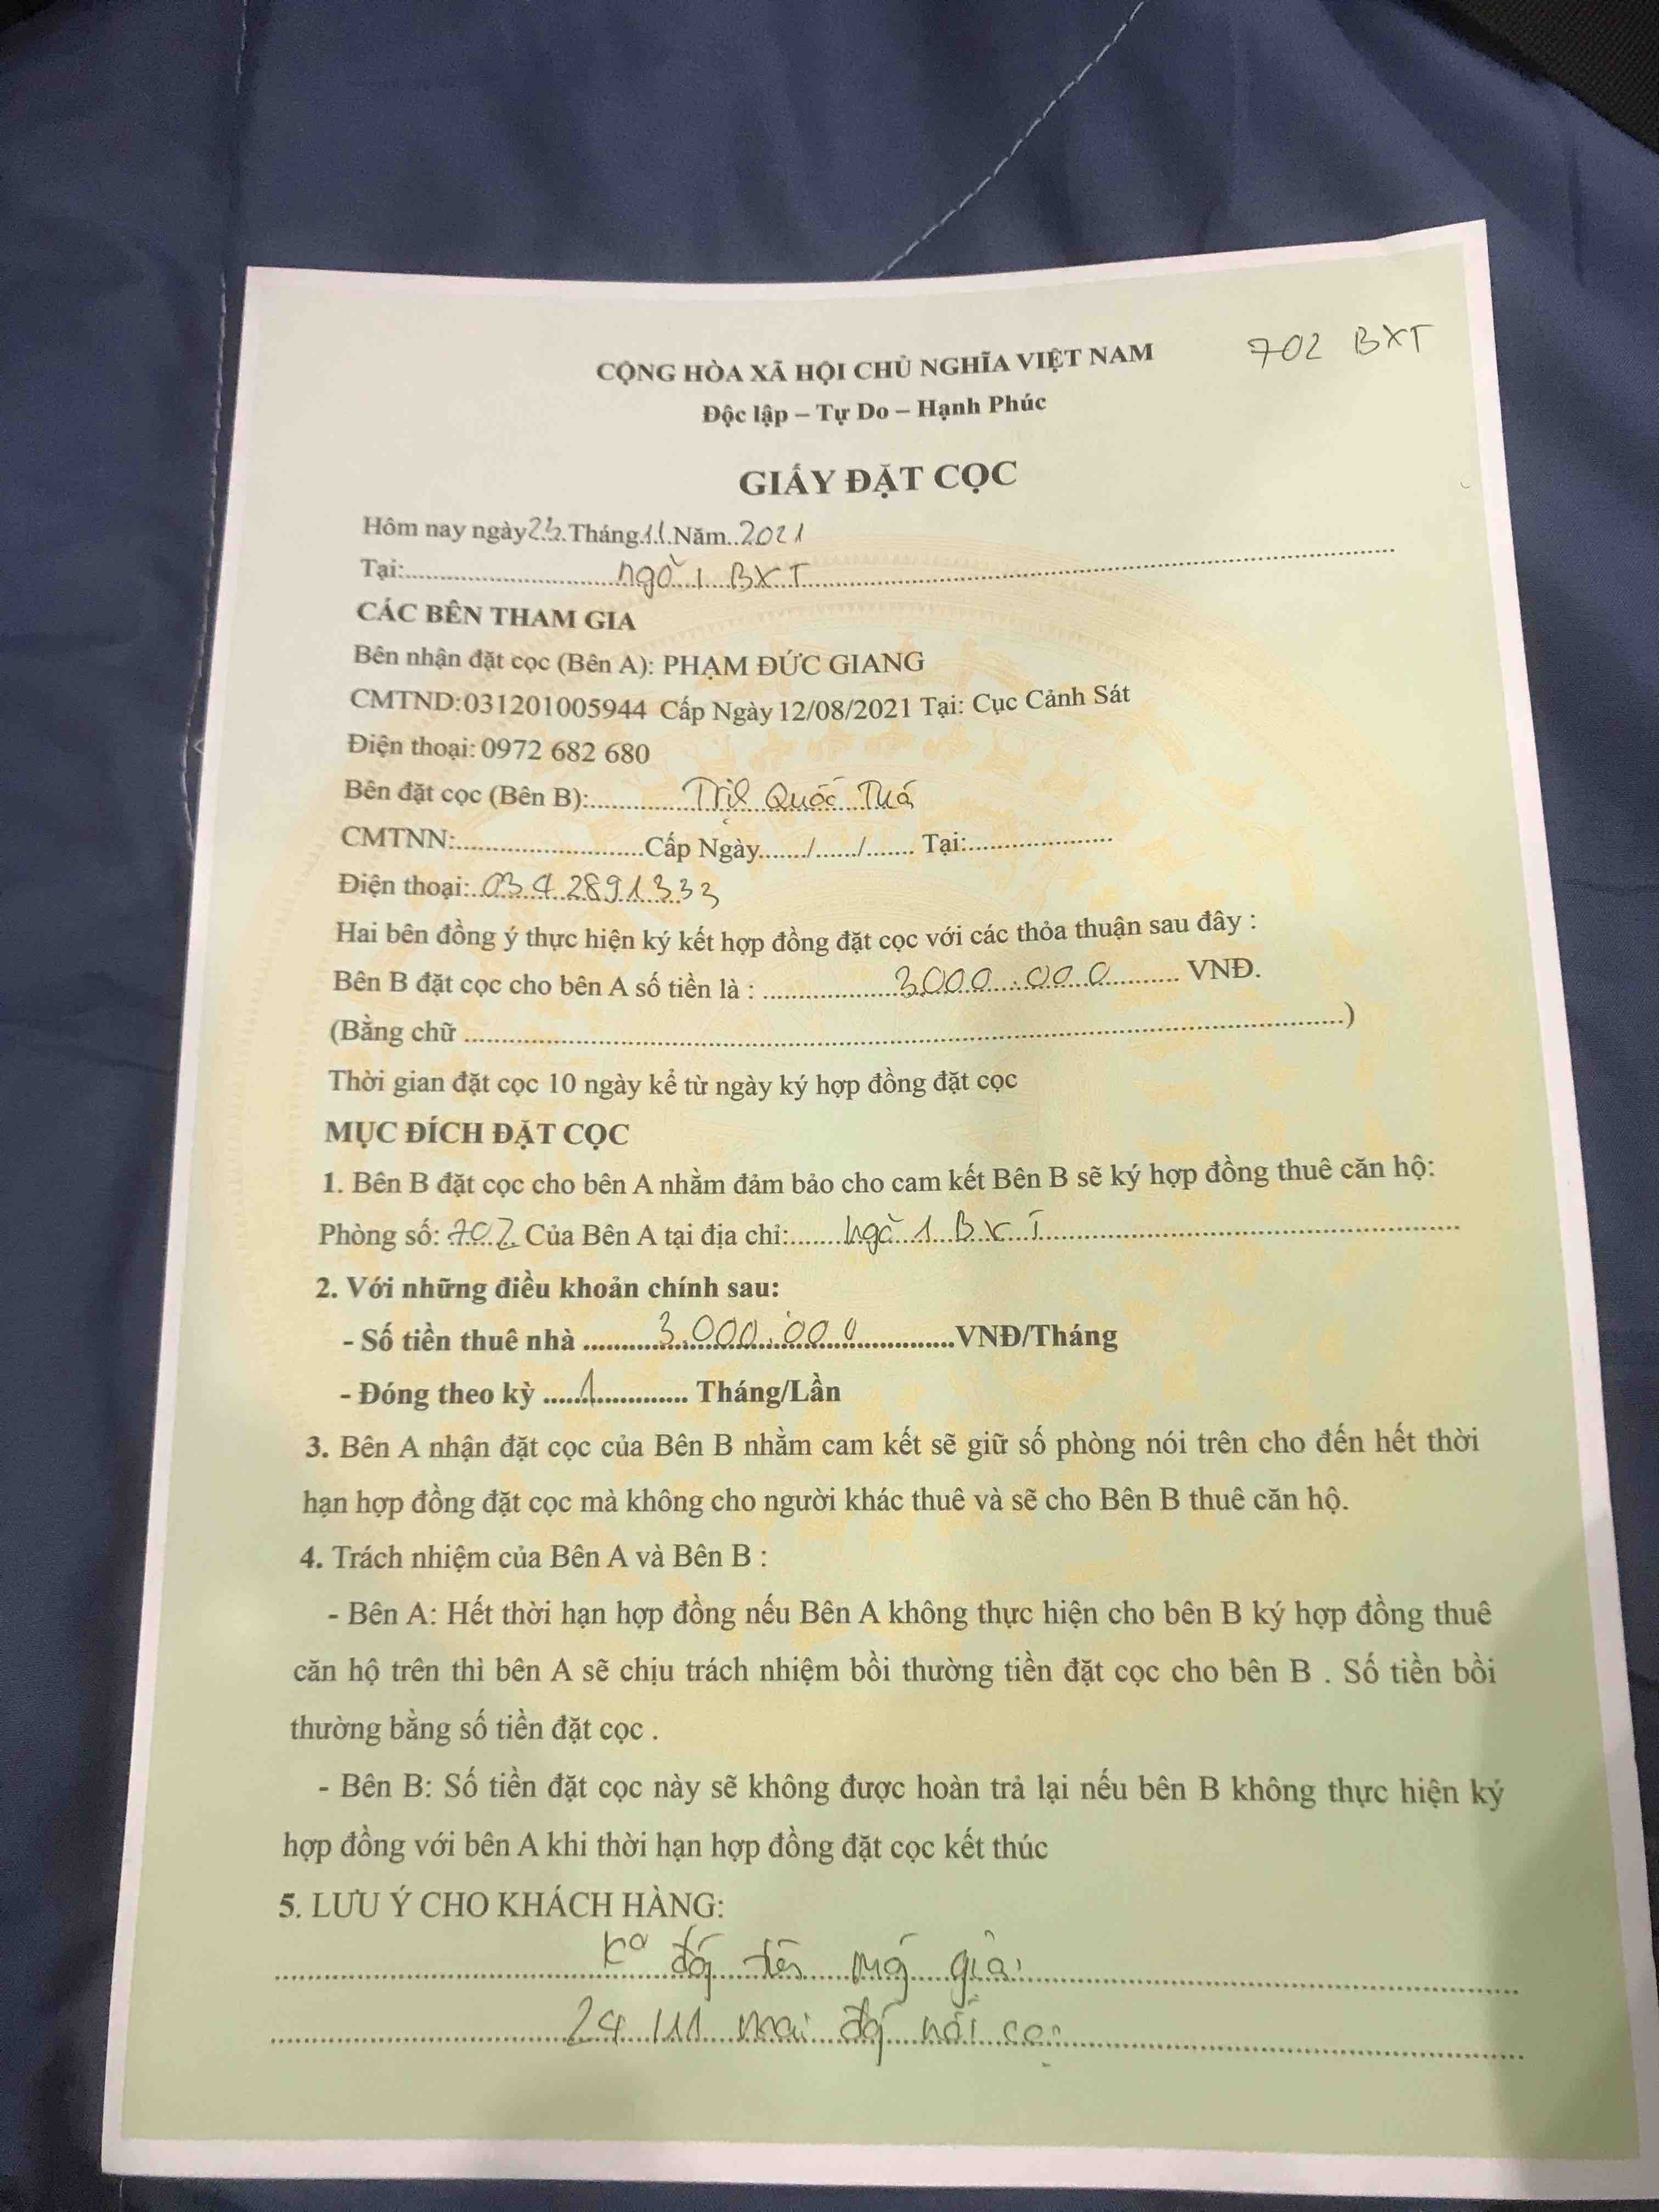 702 BXT
CỘNG HÒA XÃ HỘI CHỦ NGHĨA VIỆT NAM
Độc lập – Tự Do – Hạnh Phúc
GIẤY ĐẶT CỌC
Hôm nay ngày Tháng.11.Năm..2021
Tại:.......... ngõ 1 BXT..........
CÁC BÊN THAM GIA
Bên nhận đặt cọc (Bên A): PHẠM ĐỨC GIANG
CMTND:031201005944 Cấp Ngày 12/08/2021 Tại: Cục Cảnh Sát
Điện thoại: 0972 682 680
Bên đặt cọc (Bên B):.......... Quốc
CMTNN:..........Cấp Ngày....../....../...... Tại:..........
Điện thoại:..0342891333
Hai bên đồng ý thực hiện ký kết hợp đồng đặt cọc với các thỏa thuận sau đây :
Bên B đặt cọc cho bên A số tiền là : ..........3.000.000.......... VNĐ.
(Bằng chữ ..........)
Thời gian đặt cọc 10 ngày kể từ ngày ký hợp đồng đặt cọc
MỤC ĐÍCH ĐẶT CỌC
1. Bên B đặt cọc cho bên A nhằm đảm bảo cho cam kết Bên B sẽ ký hợp đồng thuê căn hộ:
Phòng số: 702. Của Bên A tại địa chỉ:.......ngõ 1 BXT..........
2. Với những điều khoản chính sau:
- Số tiền thuê nhà ..........3.000.000..........VNĐ/Tháng
- Đóng theo kỳ .....1.......... Tháng/Lần
3. Bên A nhận đặt cọc của Bên B nhằm cam kết sẽ giữ số phòng nói trên cho đến hết thời
hạn hợp đồng đặt cọc mà không cho người khác thuê và sẽ cho Bên B thuê căn hộ.
4. Trách nhiệm của Bên A và Bên B :
- Bên A: Hết thời hạn hợp đồng nếu Bên A không thực hiện cho bên B ký hợp đồng thuê
căn hộ trên thì bên A sẽ chịu trách nhiệm bồi thường tiền đặt cọc cho bên B . Số tiền bồi
thường bằng số tiền đặt cọc .
- Bên B: Số tiền đặt cọc này sẽ không được hoàn trả lại nếu bên B không thực hiện ký
hợp đồng với bên A khi thời hạn hợp đồng đặt cọc kết thúc
5. LƯU Ý CHO KHÁCH HÀNG: